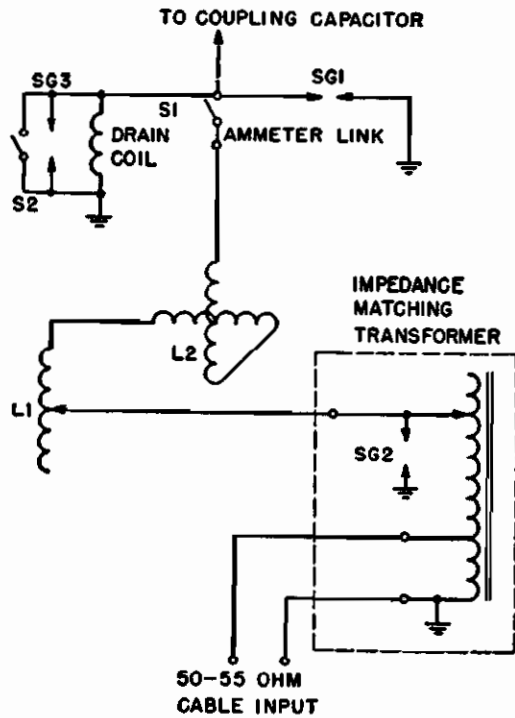 TO COUPLING CAPACITOR
SG3
SG1
S1
DRAIN
COIL
AMMETER LINK
S2
IMPEDANCE
MATCHING
TRANSFORMER
L2
L1
SG2
50-55 OHM
CABLE INPUT